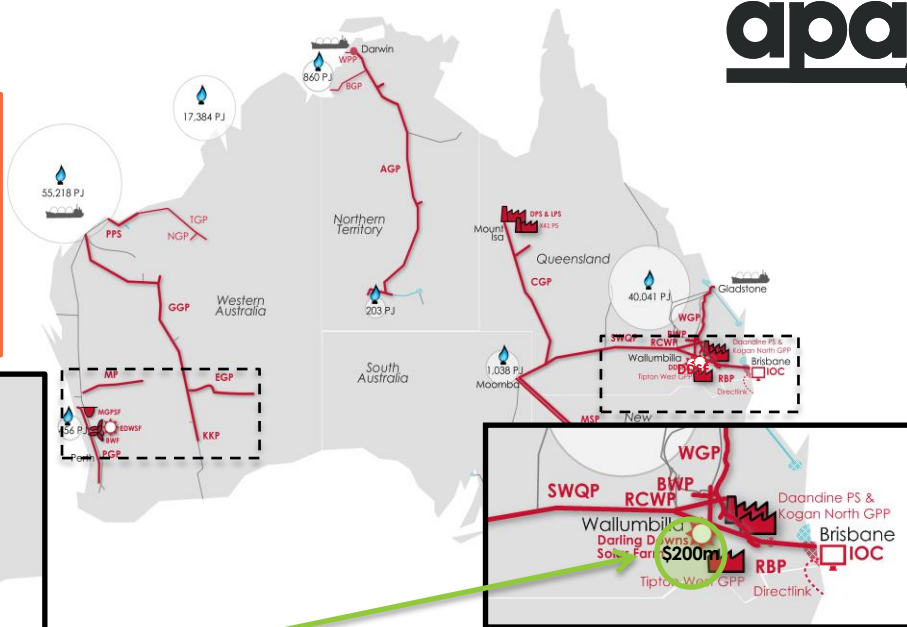 apa
Darwin
WPP
860 PJ
BGP
17,384 PJ
AGP
55,218 PJ
Northern
Territory
TGP
PPS
NGP
DPS & LPS
X41 PS
Mount
Isa
Queensland
CGP
GGP
Western
Australia
203 PJ
40,041 PJ
Gladstone
WGP
SWQP
BWP
RCWP
Daandine PS &
Kogan North GPP
Wallumbilla
Brisbane
DDSF
IOC
Tipton West GPP
RBP
Directlink
South
Australia
1,038 PJ
Moomba
MP
EGP
MGPSF
EDWSF
BWF
KKP
Perth
PGP
MSP
New
WGP
SWQP
BWP
RCWP
Daandine PS &
Kogan North GPP
Wallumbilla
Brisbane
Darling Downs
Solar Farm
$200m
IOC
Tipton West GPP
RBP
Directlink